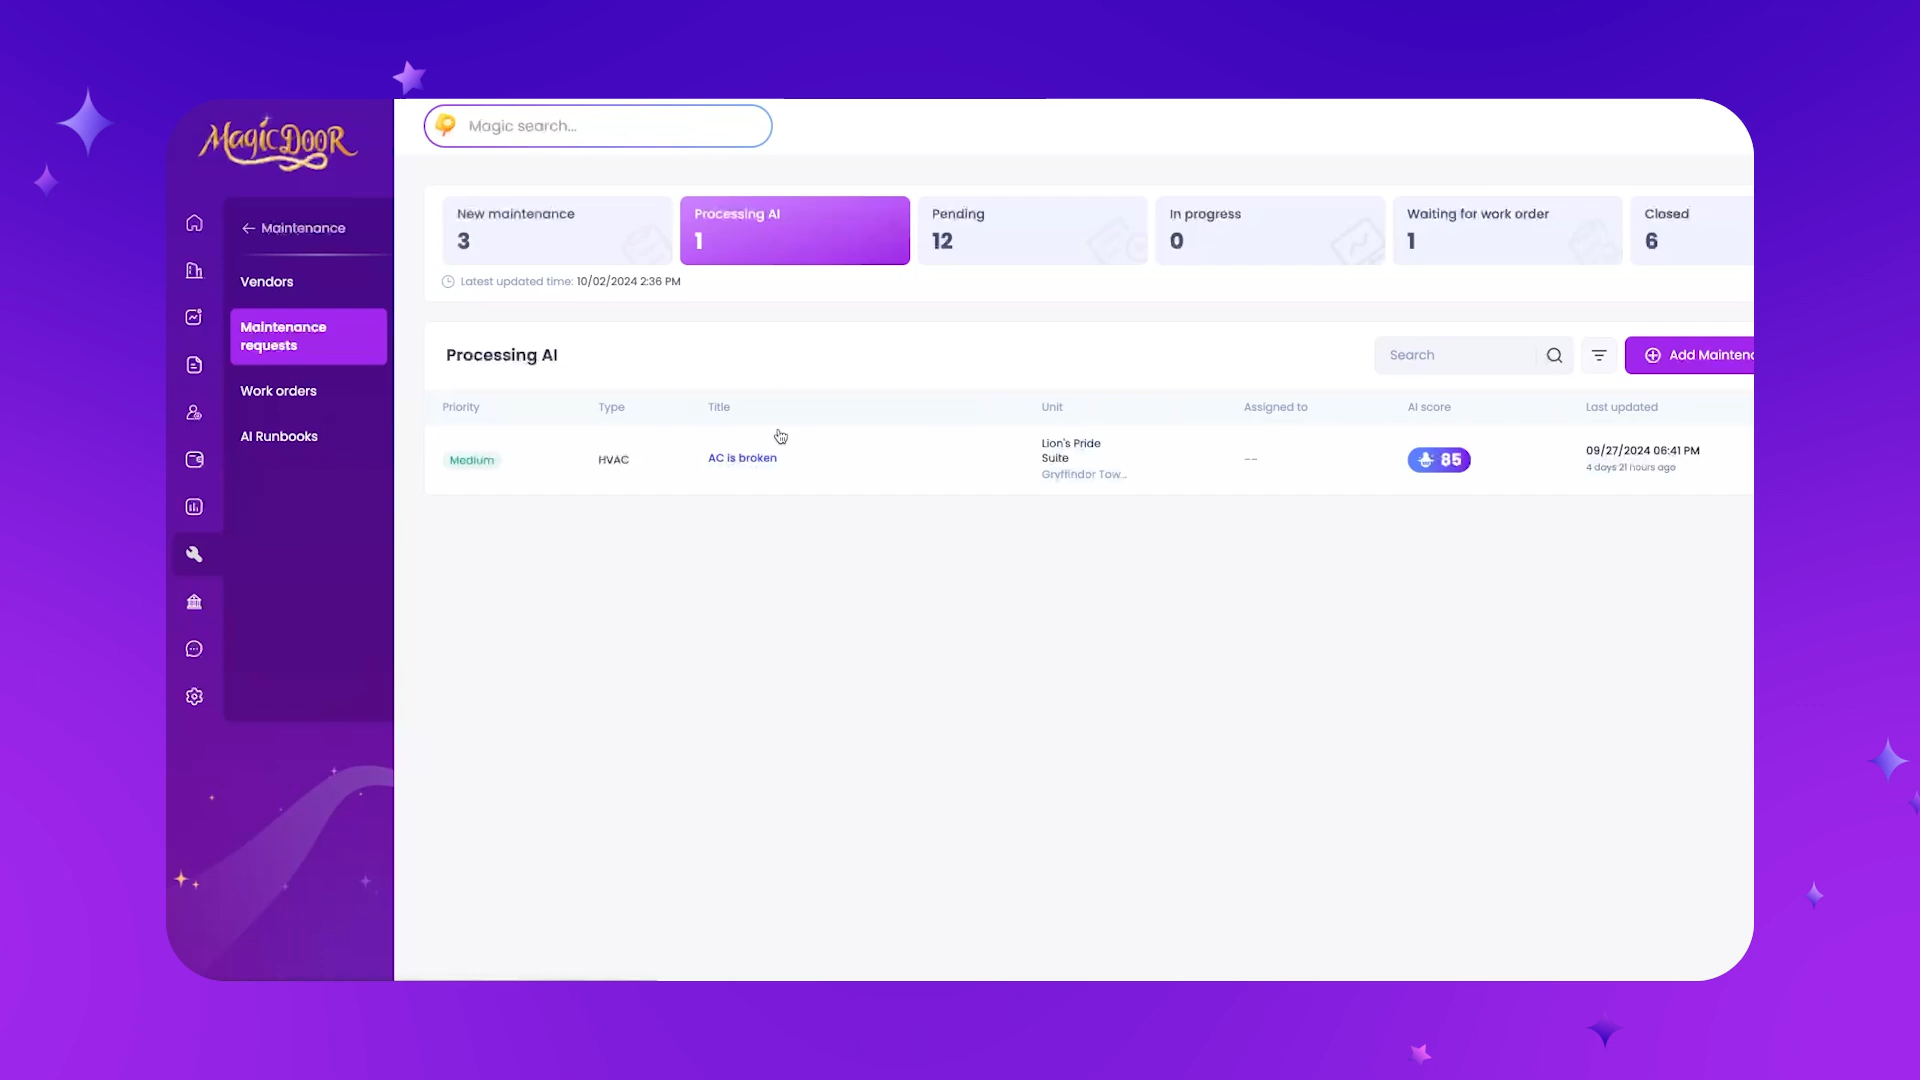 MagicDOOR
Magic search...
Maintenance
Vendors
Maintenance
requests
Work orders
AI Runbooks
New maintenance
3
Processing AI
1
Pending
12
In progress
0
Waiting for work order
1
Closed
6
Latest updated time: 10/02/2024 2:36 PM
Processing AI
Search
Add Maintenc
Priority
Type
Title
Unit
Assigned to
AI score
Last updated
Medium
HVAC
AC is broken
Lion's Pride
Suite
Gryffindor Tow...
--
85
09/27/2024 06:41 PM
4 days 21 hours ago